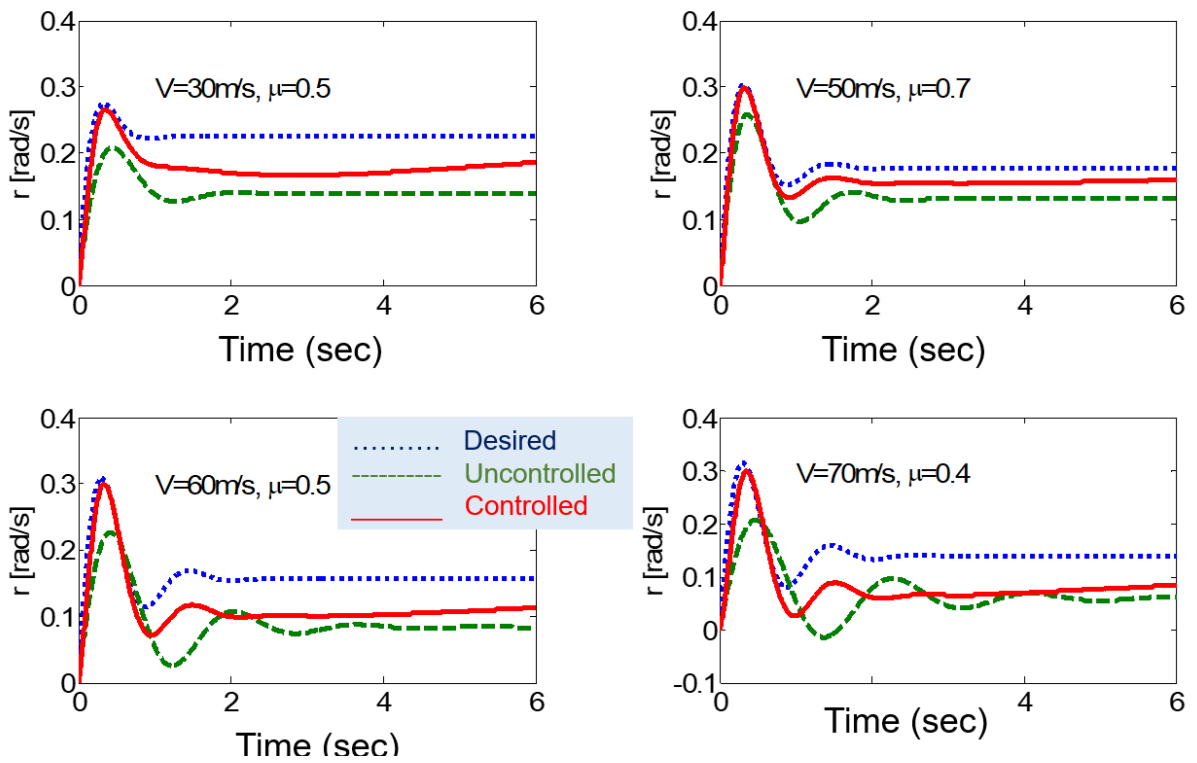 0.4
0.3
0.2
0.1
0
r [rad/s]
V=30m/s, μ=0.5
0 2 4 6
Time (sec)
0.4
0.3
0.2
0.1
0
r [rad/s]
V=50m/s, μ=0.7
0 2 4 6
Time (sec)
0.4
0.3
0.2
0.1
0
r [rad/s]
V=60m/s, μ=0.5
0 2 4 6
Time (sec)
Desired
Uncontrolled
Controlled
0.4
0.3
0.2
0.1
0
-0.1
r [rad/s]
V=70m/s, μ=0.4
0 2 4 6
Time (sec)